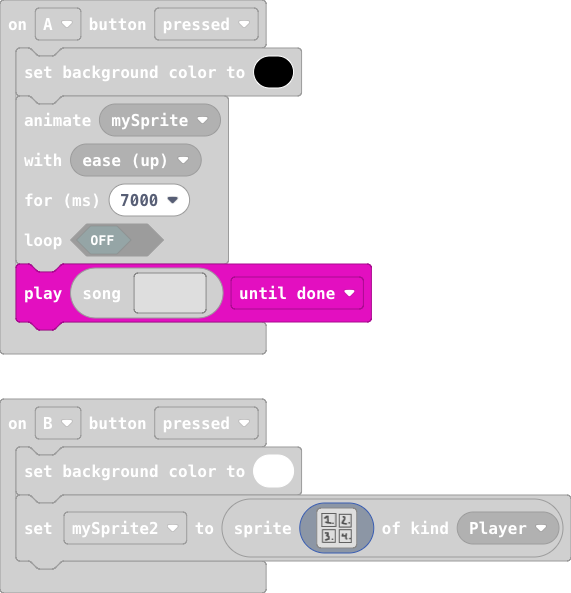 on A button pressed
set background color to
animate mySprite
with ease (up)
for (ms) 7000
loop OFF
play song until done
on B button pressed
set background color to
set mySprite2 to sprite 1. 2. 3. 4. of kind Player